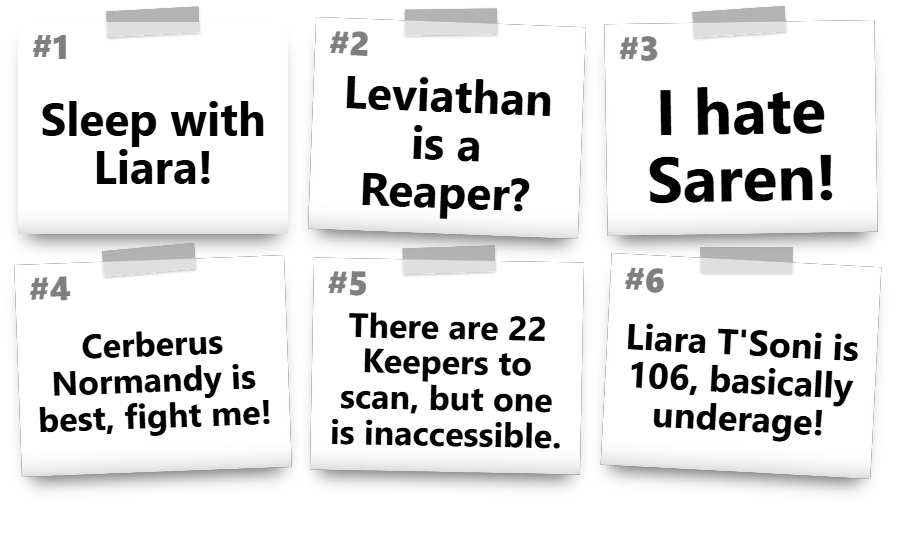 #1
Sleep with
Liara!
#2
Leviathan
is a
Reaper?
#3
I hate
Saren!
#4
Cerberus
Normandy is
best, fight me!
#5
There are 22
Keepers to
scan, but one
is inaccessible.
#6
Liara T'Soni is
106, basically
underage!